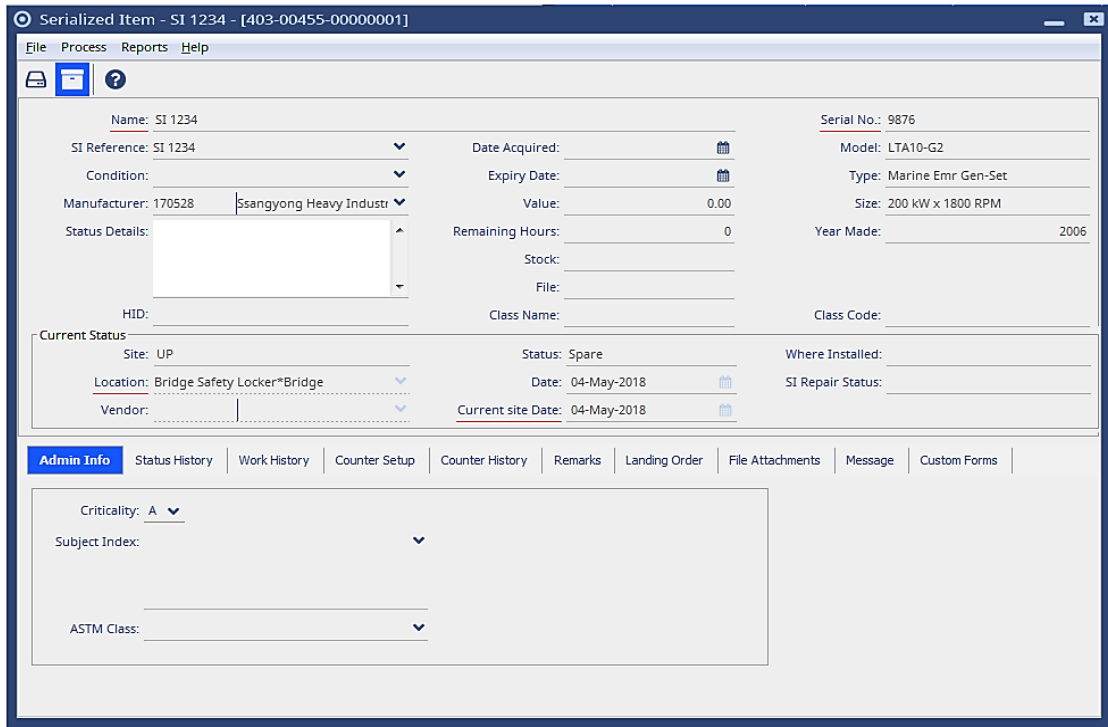 Serialized Item - SI 1234 - [403-00455-00000001]
File Process Reports Help
Name: SI 1234 Serial No.: 9876
SI Reference: SI 1234 Date Acquired: Model: LTA10-G2
Condition: Expiry Date: Type: Marine Emr Gen-Set
Manufacturer: 170528 Ssangyong Heavy Industr Value: 0.00 Size: 200 kW x 1800 RPM
Status Details: Remaining Hours: 0 Year Made: 2006
Stock:
File:
HID: Class Name: Class Code:
Current Status
Site: UP Status: Spare Where Installed:
Location: Bridge Safety Locker*Bridge Date: 04-May-2018 SI Repair Status:
Vendor: Current site Date: 04-May-2018
Admin Info Status History Work History Counter Setup Counter History Remarks Landing Order File Attachments Message Custom Forms
Criticality: A
Subject Index:
ASTM Class: